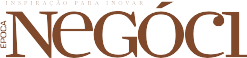 INSPIRAÇÃO PARA INOVAR
ÉPOCA
NEGÓCI